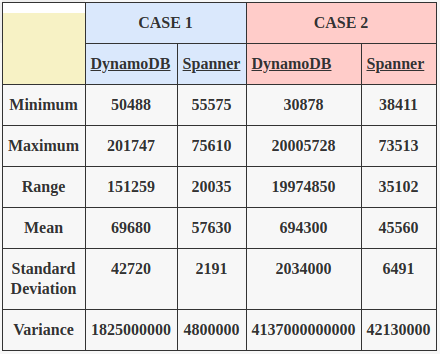 CASE 1 CASE 2
DynamoDB Spanner DynamoDB Spanner
Minimum 50488 55575 30878 38411
Maximum 201747 75610 20005728 73513
Range 151259 20035 19974850 35102
Mean 69680 57630 694300 45560
Standard 42720 2191 2034000 6491
Deviation
Variance 1825000000 4800000 4137000000000 42130000